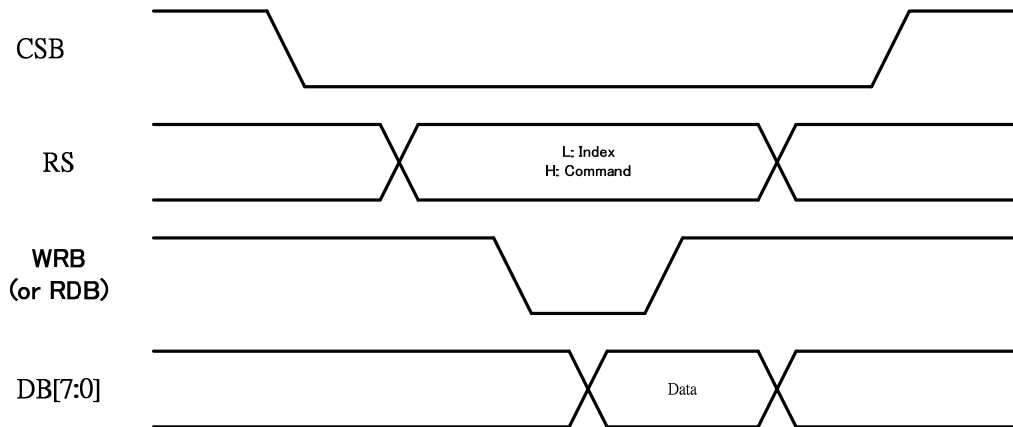 CSB
RS
L: Index
H: Command
WRB
(or RDB)
DB[7:0]
Data